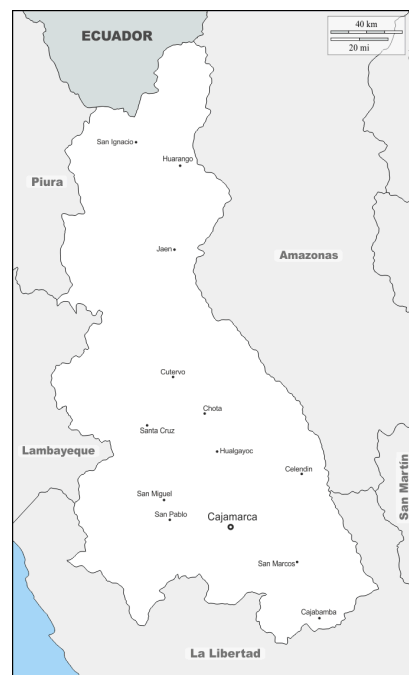 ECUADOR
40 km
20 mi
San Ignacio
Huarango
Piura
Jaen
Amazonas
Cutervo
Chota
Santa Cruz
Lambayeque
Hualgayoc
Celendin
San Martín
San Miguel
San Pablo
Cajamarca
San Marcos
Cajabamba
La Libertad